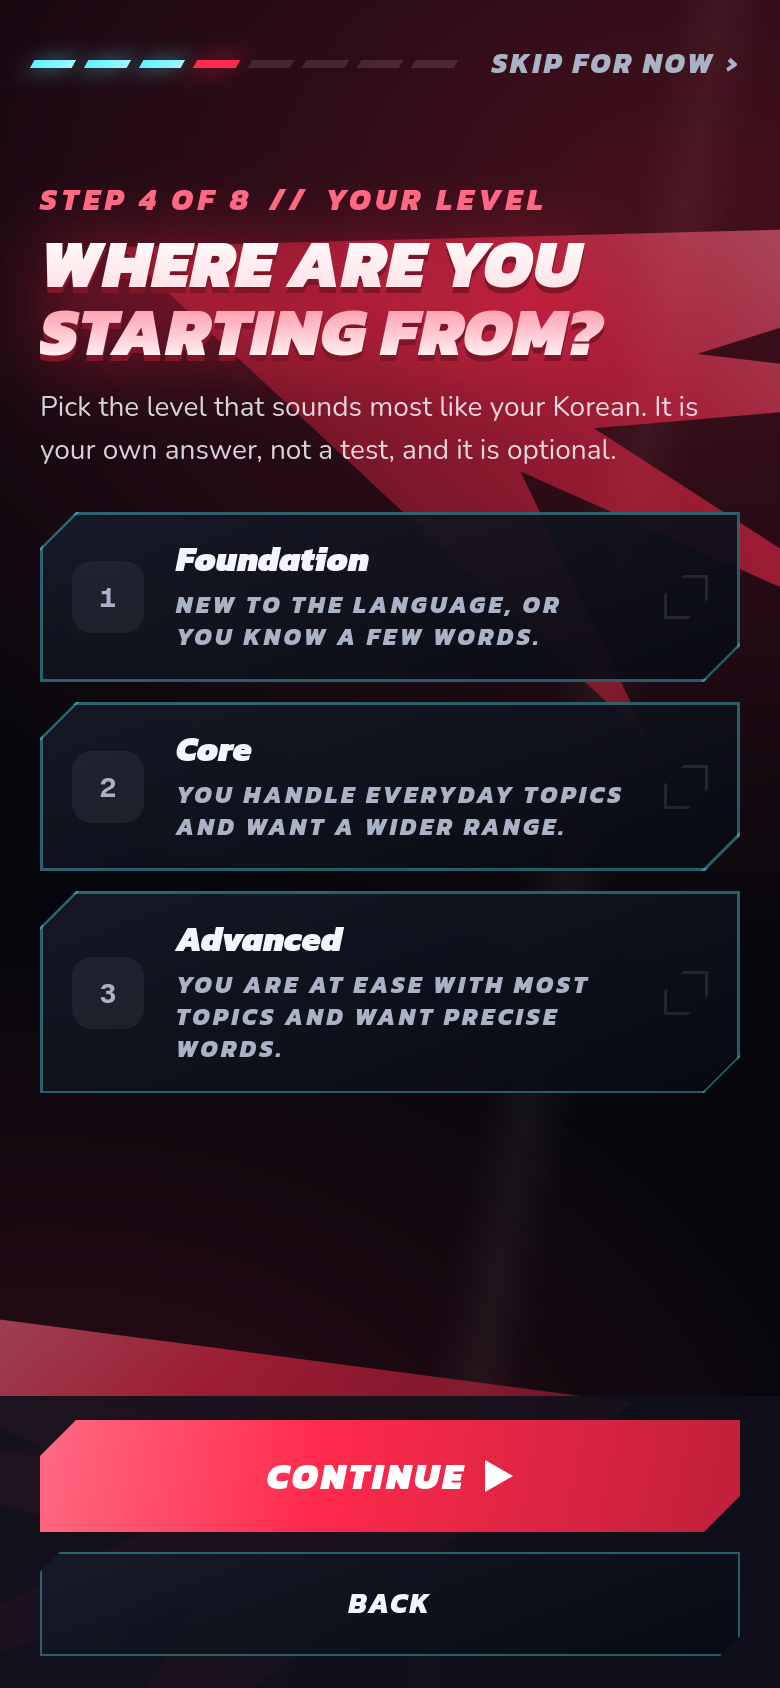 SKIP FOR NOW ›
STEP 4 OF 8 // YOUR LEVEL
WHERE ARE YOU
STARTING FROM?
Pick the level that sounds most like your Korean. It is
your own answer, not a test, and it is optional.
Foundation
1
NEW TO THE LANGUAGE, OR
YOU KNOW A FEW WORDS.
Core
2
YOU HANDLE EVERYDAY TOPICS
AND WANT A WIDER RANGE.
Advanced
3
YOU ARE AT EASE WITH MOST
TOPICS AND WANT PRECISE
WORDS.
CONTINUE ▶
BACK